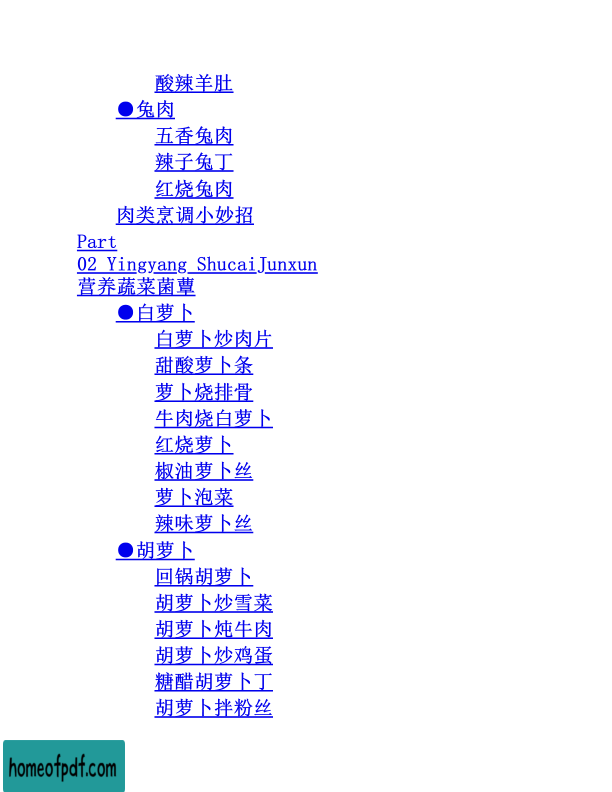 酸辣羊肚
●兔肉
五香兔肉
辣子兔丁
红烧兔肉
肉类烹调小妙招
Part
02 Yingyang ShucaiJunxun
营养蔬菜菌蕈
●白萝卜
白萝卜炒肉片
甜酸萝卜条
萝卜烧排骨
牛肉烧白萝卜
红烧萝卜
椒油萝卜丝
萝卜泡菜
辣味萝卜丝
●胡萝卜
回锅胡萝卜
胡萝卜炒雪菜
胡萝卜炖牛肉
胡萝卜炒鸡蛋
糖醋胡萝卜丁
胡萝卜拌粉丝
homeofpdf.com